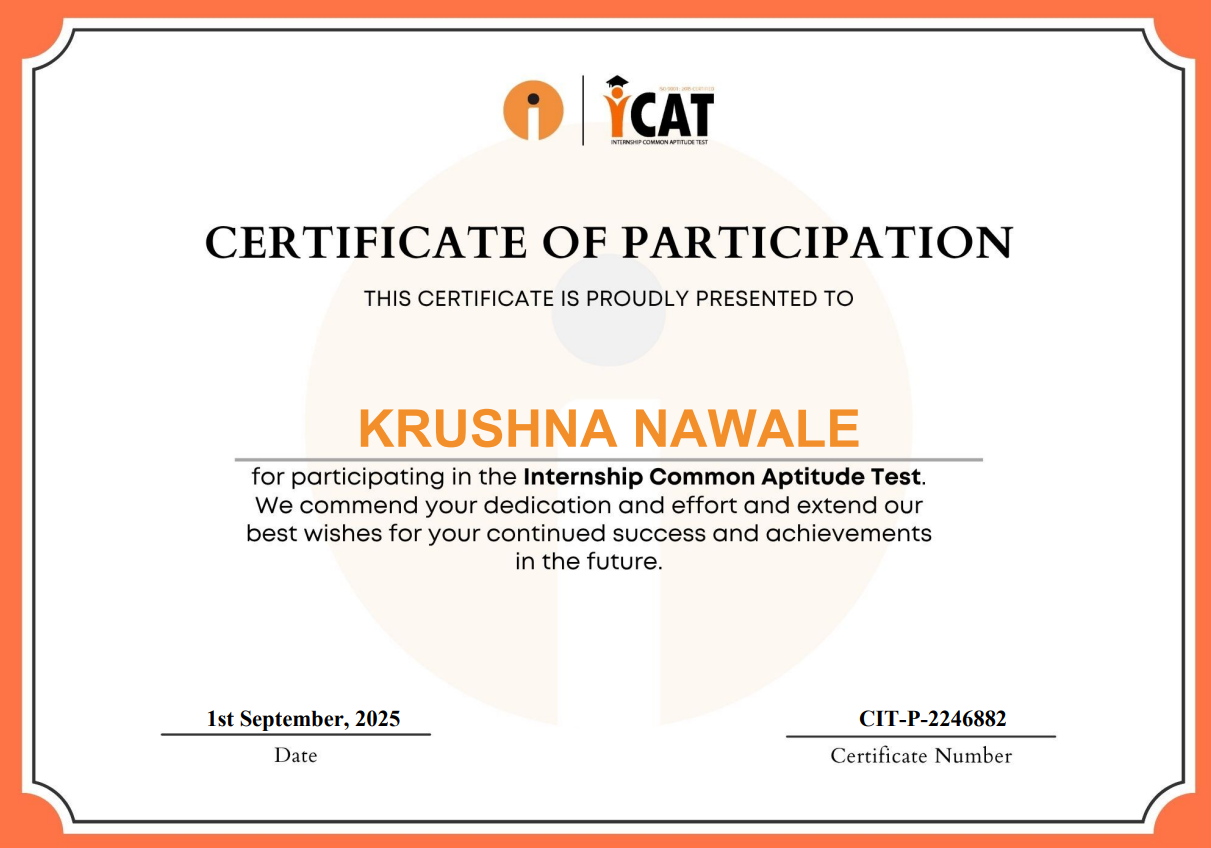 iCAT
INTERNSHIP COMMON APTITUDE TEST
CERTIFICATE OF PARTICIPATION
THIS CERTIFICATE IS PROUDLY PRESENTED TO
KRUSHNA NAWALE
for participating in the Internship Common Aptitude Test.
We commend your dedication and effort and extend our
best wishes for your continued success and achievements
in the future.
1st September, 2025
Date
CIT-P-2246882
Certificate Number